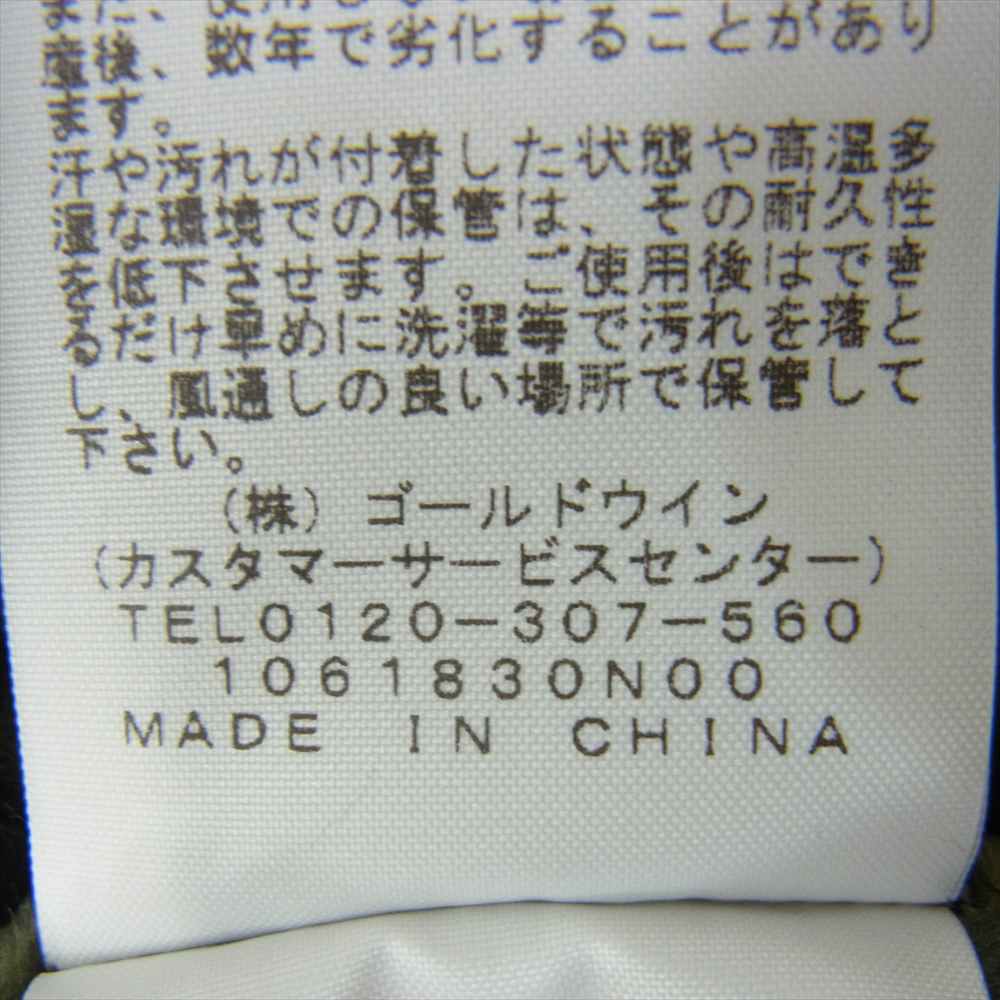 後、数年で劣化することがあり
ます。
汗や汚れが付着した状態や高温多
湿な環境での保管は、その耐久性
を低下させます。ご使用後はでき
るだけ早めに洗濯等で汚れを落と
し、風通しの良い場所で保管して
下さい。
(株) ゴールドウイン
(カスタマーサービスセンター)
TEL0120-307-560
1061830N00
MADE IN CHINA